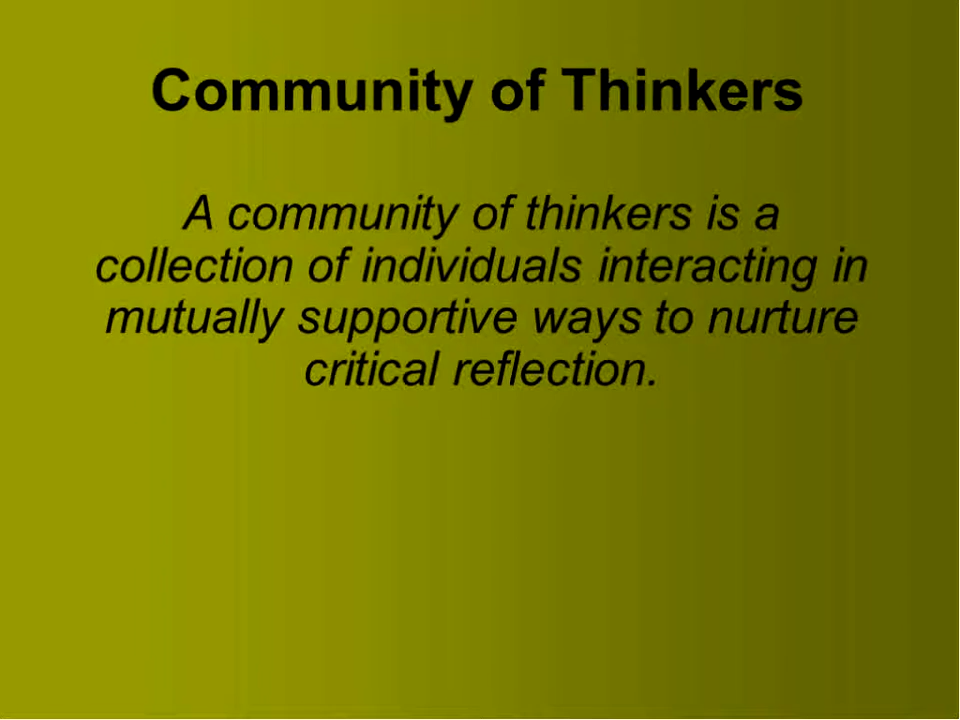 Community of Thinkers
A community of thinkers is a
collection of individuals interacting in
mutually supportive ways to nurture
critical reflection.